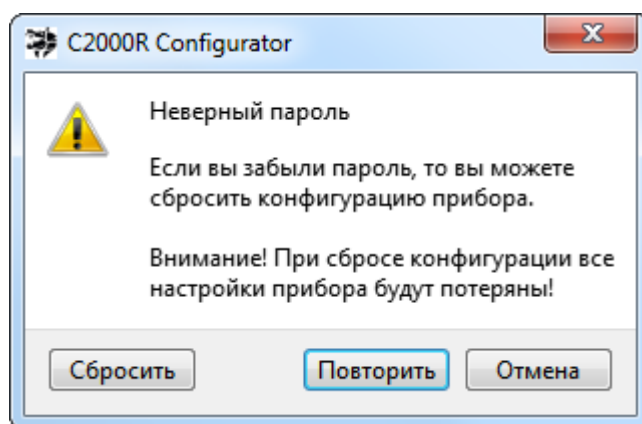 C2000R Configurator
Неверный пароль
Если вы забыли пароль, то вы можете
сбросить конфигурацию прибора.
Внимание! При сбросе конфигурации все
настройки прибора будут потеряны!
Сбросить
Повторить
Отмена